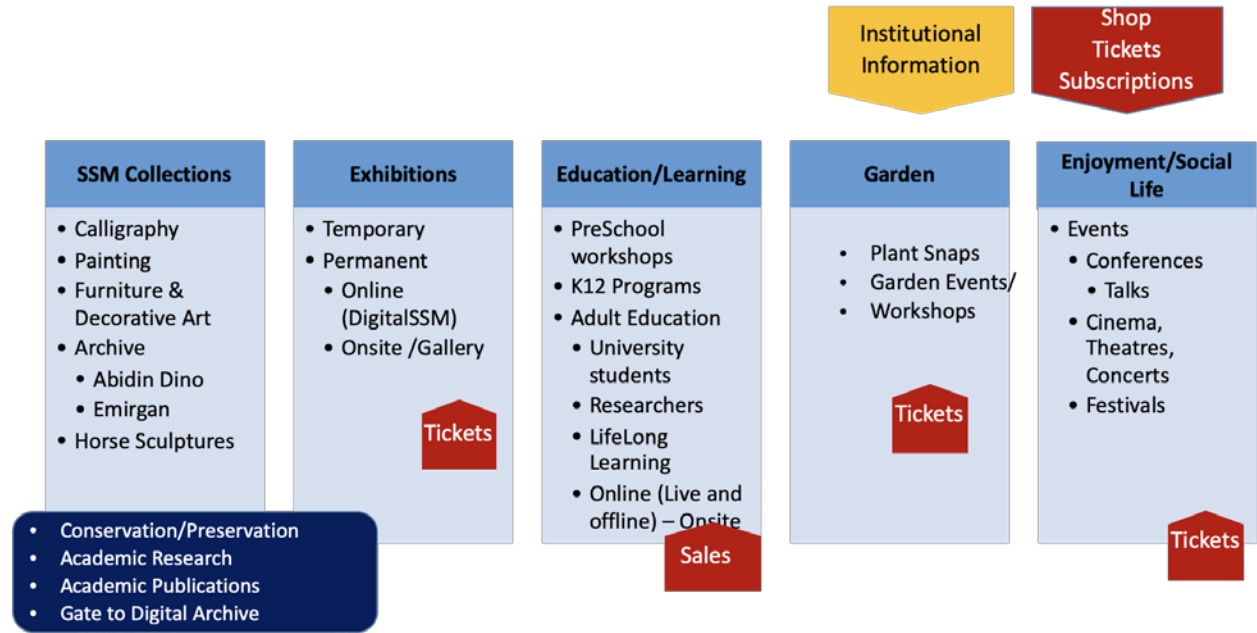 Institutional
Information
Shop
Tickets
Subscriptions
SSM Collections
• Calligraphy
• Painting
• Furniture &
Decorative Art
• Archive
• Abidin Dino
• Emirgan
• Horse Sculptures
• Conservation/Preservation
• Academic Research
• Academic Publications
• Gate to Digital Archive
Exhibitions
• Temporary
• Permanent
• Online
(DigitalSSM)
• Onsite /Gallery
Tickets
Education/Learning
• PreSchool
workshops
• K12 Programs
• Adult Education
• University
students
• Researchers
• LifeLong
Learning
• Online (Live and
offline) – Onsite
Sales
Garden
• Plant Snaps
• Garden Events/
• Workshops
Tickets
Enjoyment/Social
Life
• Events
• Conferences
• Talks
• Cinema,
Theatres,
Concerts
• Festivals
Tickets